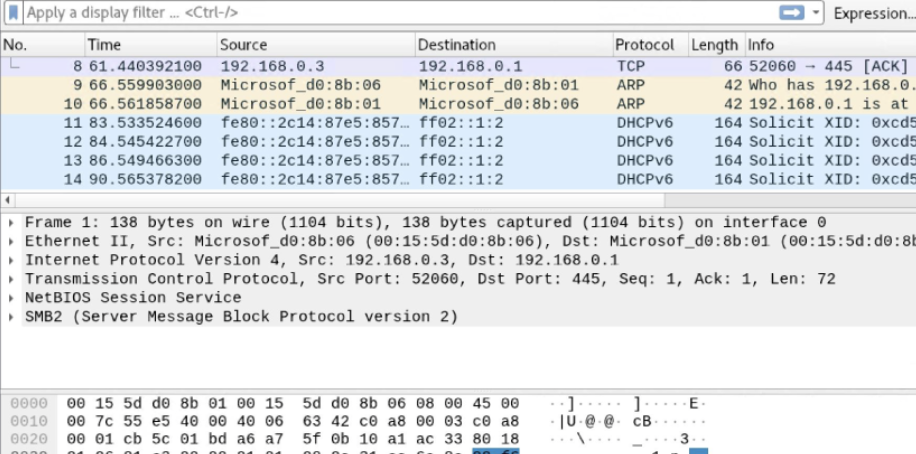 Apply a display filter ... <Ctrl-/> Expression...
No. Time Source Destination Protocol Length Info
8 61.440392100 192.168.0.3 192.168.0.1 TCP 66 52060 → 445 [ACK]
9 66.559903000 Microsof_d0:8b:06 Microsof_d0:8b:01 ARP 42 Who has 192.168.0.
10 66.561858700 Microsof_d0:8b:01 Microsof_d0:8b:06 ARP 42 192.168.0.1 is at
11 83.533524600 fe80::2c14:87e5:857… ff02::1:2 DHCPv6 164 Solicit XID: 0xcd5
12 84.545422700 fe80::2c14:87e5:857… ff02::1:2 DHCPv6 164 Solicit XID: 0xcd5
13 86.549466300 fe80::2c14:87e5:857… ff02::1:2 DHCPv6 164 Solicit XID: 0xcd5
14 90.565378200 fe80::2c14:87e5:857… ff02::1:2 DHCPv6 164 Solicit XID: 0xcd5
Frame 1: 138 bytes on wire (1104 bits), 138 bytes captured (1104 bits) on interface 0
Ethernet II, Src: Microsof_d0:8b:06 (00:15:5d:d0:8b:06), Dst: Microsof_d0:8b:01 (00:15:5d:d0:8b
Internet Protocol Version 4, Src: 192.168.0.3, Dst: 192.168.0.1
Transmission Control Protocol, Src Port: 52060, Dst Port: 445, Seq: 1, Ack: 1, Len: 72
NetBIOS Session Service
SMB2 (Server Message Block Protocol version 2)
0000 00 15 5d d0 8b 01 00 15 5d d0 8b 06 08 00 45 00 ··]····· ]·····E·
0010 00 7c 55 e5 40 00 40 06 63 42 c0 a8 00 03 c0 a8 ·|U·@·@· cB······
0020 00 01 cb 5c 01 bd a6 a7 5f 0b 10 a1 ac 33 80 18 ···\···· _····3··